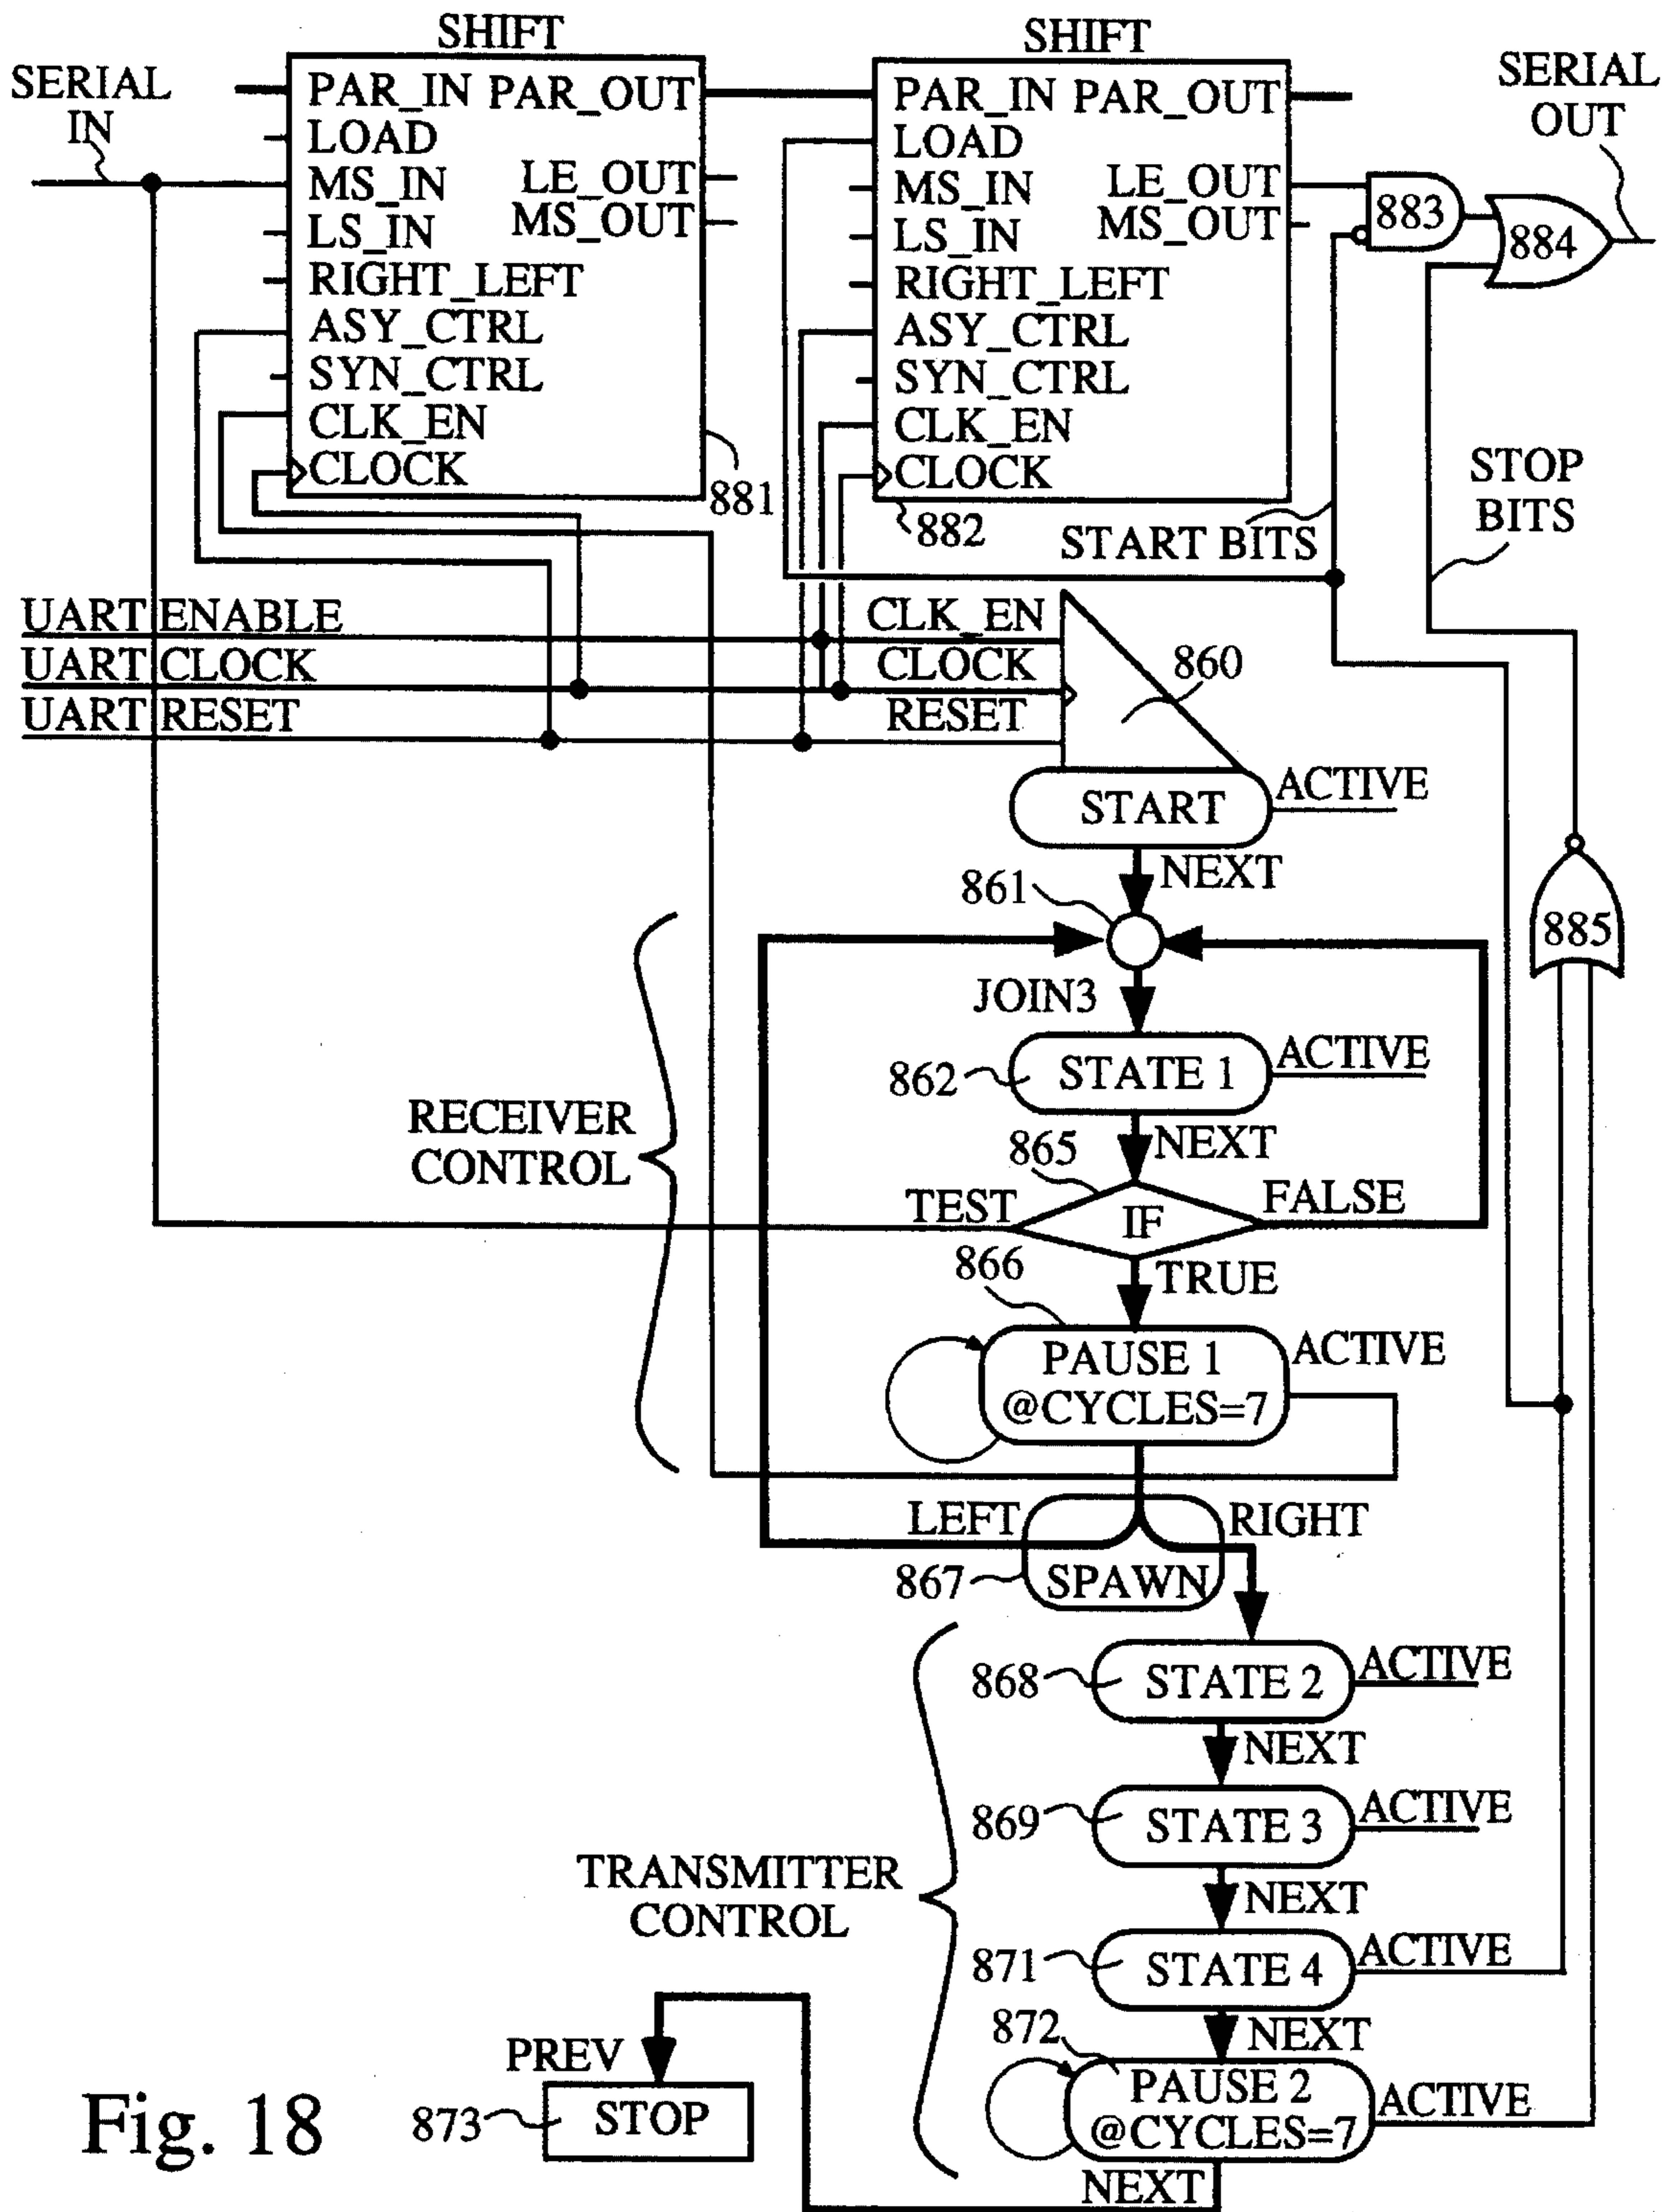 SHIFT
SHIFT
SERIAL
IN
SERIAL
OUT
PAR_IN PAR_OUT
LOAD
MS_IN
LE_OUT
LS_IN
MS_OUT
RIGHT_LEFT
ASY_CTRL
SYN_CTRL
CLK_EN
CLOCK
881
PAR_IN PAR_OUT
LOAD
MS_IN
LE_OUT
LS_IN
MS_OUT
RIGHT_LEFT
ASY_CTRL
SYN_CTRL
CLK_EN
CLOCK
882
883
884
START BITS
STOP
BITS
UART ENABLE
UART CLOCK
UART RESET
CLK_EN
CLOCK
RESET
860
START
ACTIVE
NEXT
861
885
JOIN3
862
STATE 1
ACTIVE
RECEIVER
CONTROL
865
NEXT
TEST
IF
FALSE
866
TRUE
PAUSE 1
@CYCLES=7
ACTIVE
LEFT
RIGHT
867
SPAWN
868
STATE 2
ACTIVE
NEXT
869
STATE 3
ACTIVE
TRANSMITTER
CONTROL
NEXT
871
STATE 4
ACTIVE
872
NEXT
PREV
PAUSE 2
@CYCLES=7
ACTIVE
873
STOP
NEXT
Fig. 18